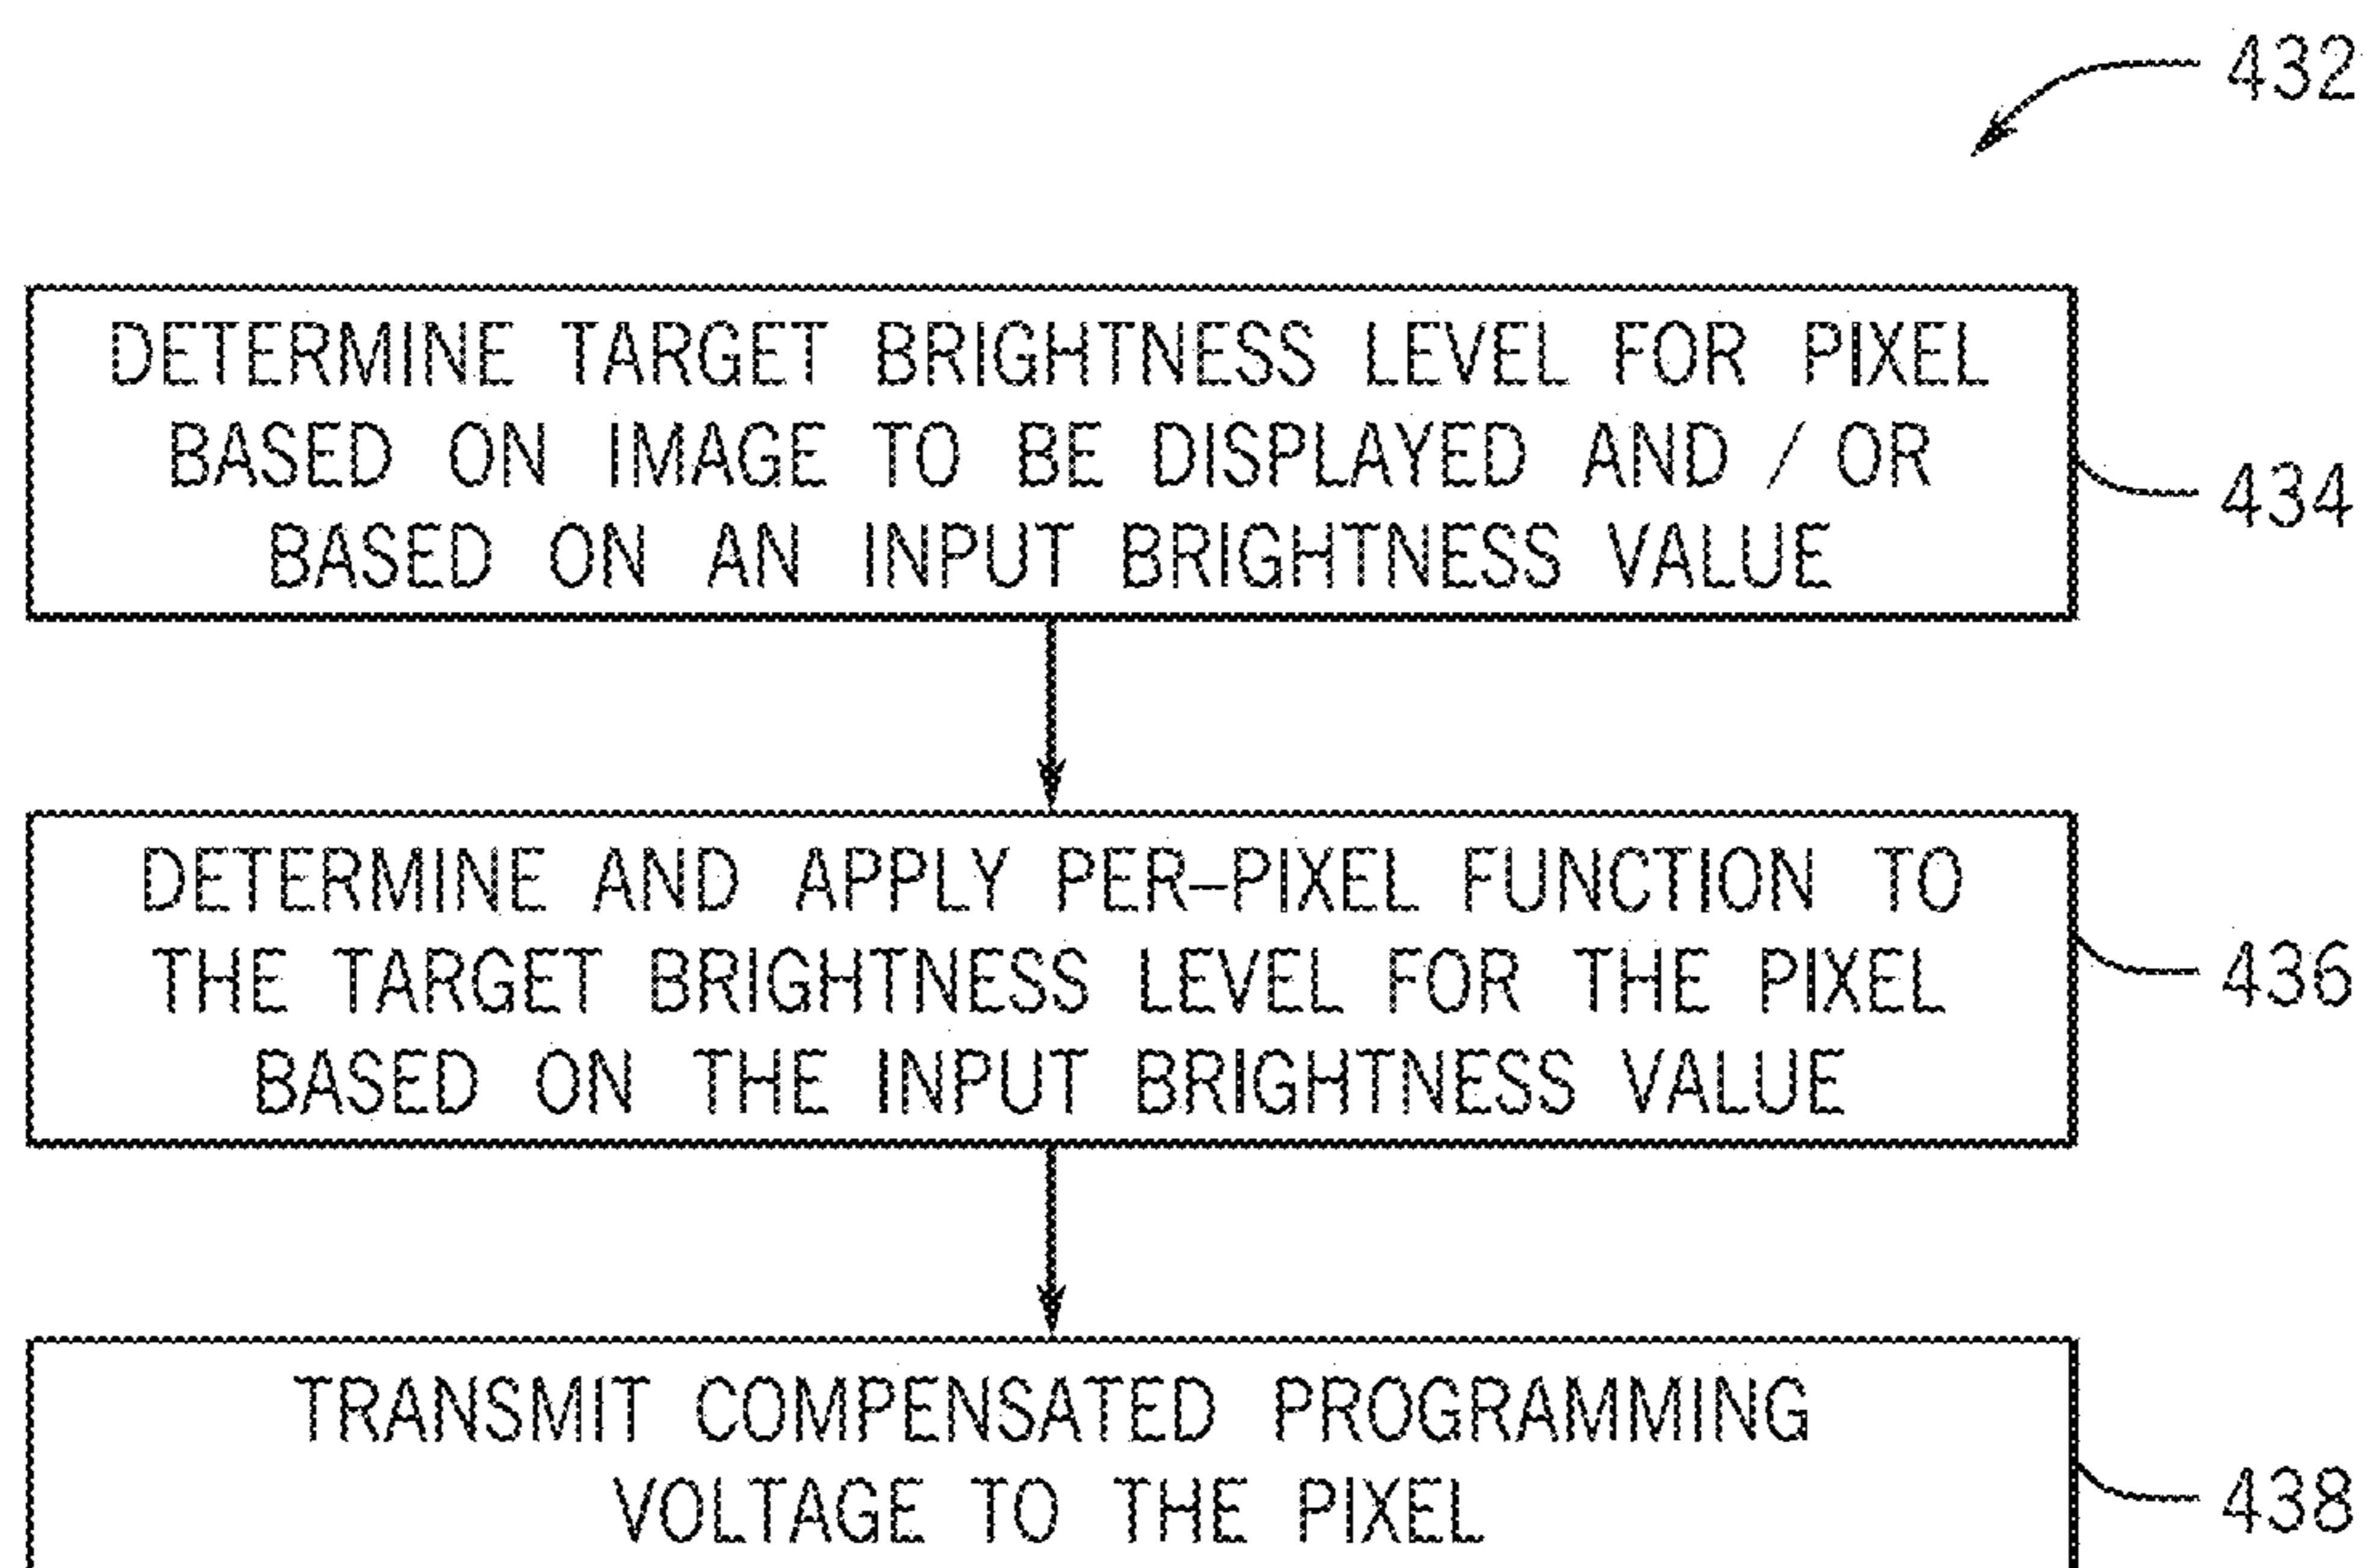 432
DETERMINE TARGET BRIGHTNESS LEVEL FOR PIXEL
BASED ON IMAGE TO BE DISPLAYED AND / OR
BASED ON AN INPUT BRIGHTNESS VALUE
434
DETERMINE AND APPLY PER-PIXEL FUNCTION TO
THE TARGET BRIGHTNESS LEVEL FOR THE PIXEL
BASED ON THE INPUT BRIGHTNESS VALUE
436
TRANSMIT COMPENSATED PROGRAMMING
VOLTAGE TO THE PIXEL
438